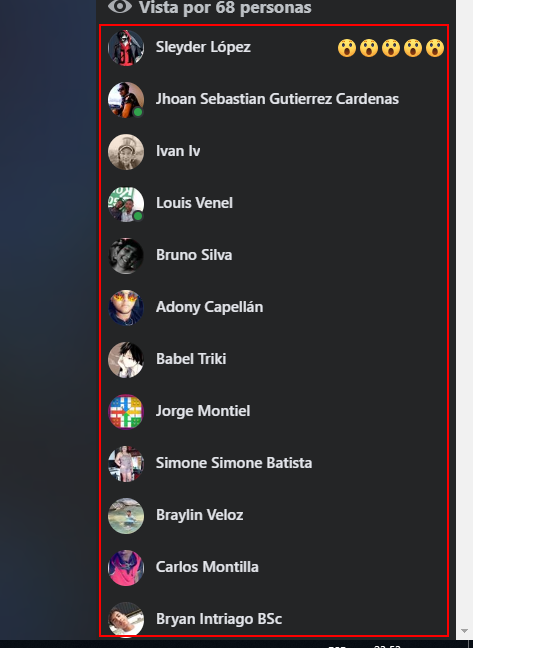 Vista por 68 personas
Sleyder López
Jhoan Sebastian Gutierrez Cardenas
Ivan Iv
Louis Venel
Bruno Silva
Adony Capellán
Babel Triki
Jorge Montiel
Simone Simone Batista
Braylin Veloz
Carlos Montilla
Bryan Intriago BSc